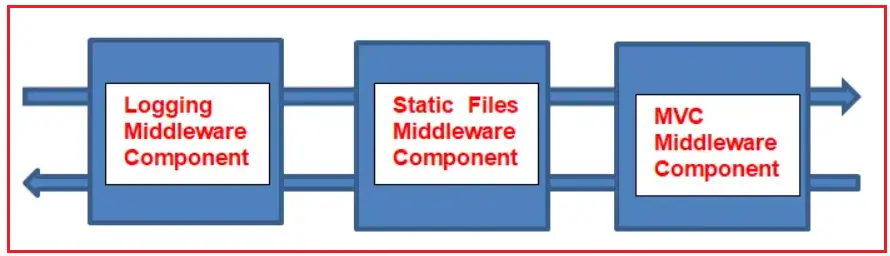 Logging
Middleware
Component
Static Files
Middleware
Component
MVC
Middleware
Component